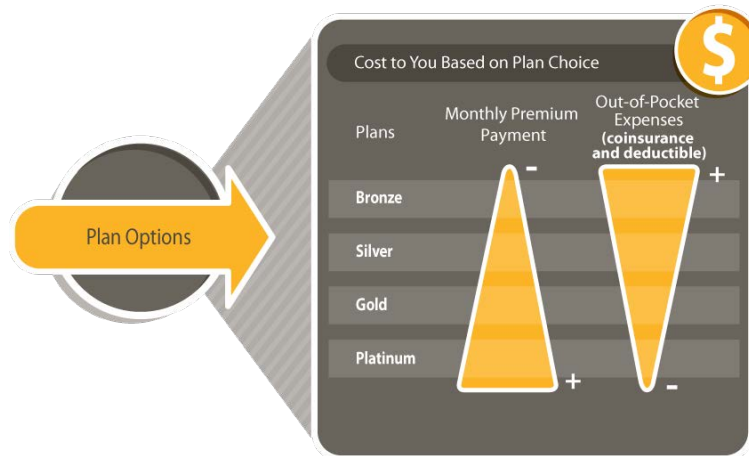 $
Cost to You Based on Plan Choice
Plans
Monthly Premium
Payment
Out-of-Pocket
Expenses
(coinsurance
and deductible)
- +
Bronze
Plan Options
Silver
Gold
Platinum
+ -